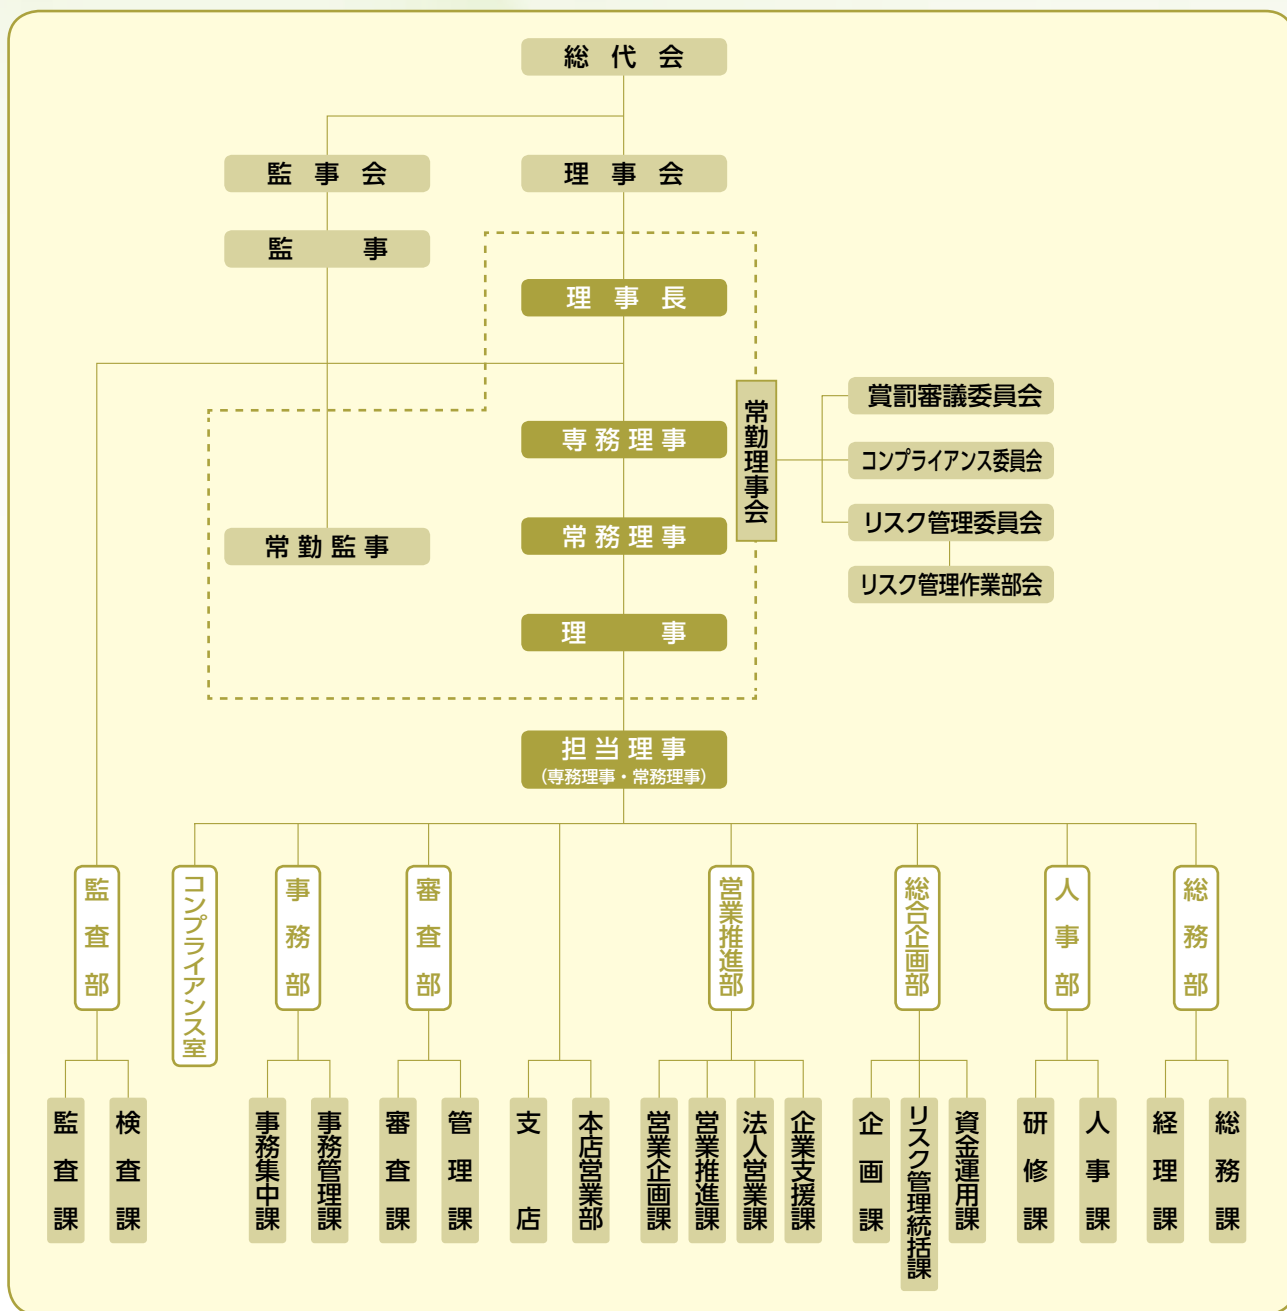 総代会
監事会
理事会
監事
理事長
常勤理事会
賞罰審議委員会
専務理事
コンプライアンス委員会
常勤監事
常務理事
リスク管理委員会
リスク管理作業部会
理事
担当理事
(専務理事・常務理事)
監査部
コンプライアンス室
事務部
審査部
営業推進部
総合企画部
人事部
総務部
監査課
検査課
事務集中課
事務管理課
審査課
管理課
支店
本店営業部
営業企画課
営業推進課
法人営業課
企業支援課
企画課
リスク管理統括課
資金運用課
研修課
人事課
経理課
総務課